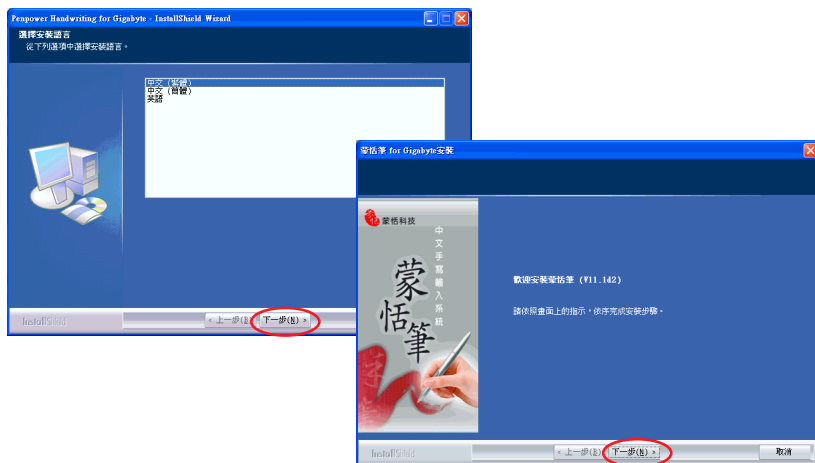 Penpower Handwriting for Gigabyte - InstallShield Wizard
選擇安裝語言
從下列選項中選擇安裝語言。
中文 (繁體)
中文 (簡體)
英語
InstallShield
< 上一步(B)
下一步(N) >
蒙恬筆 for Gigabyte安裝
蒙恬科技
中文手寫輸入系統
蒙恬筆
歡迎安裝蒙恬筆 (V11.1d2)
請依照畫面上的指示,依序完成安裝步驟。
InstallShield
< 上一步(B)
下一步(N) >
取消